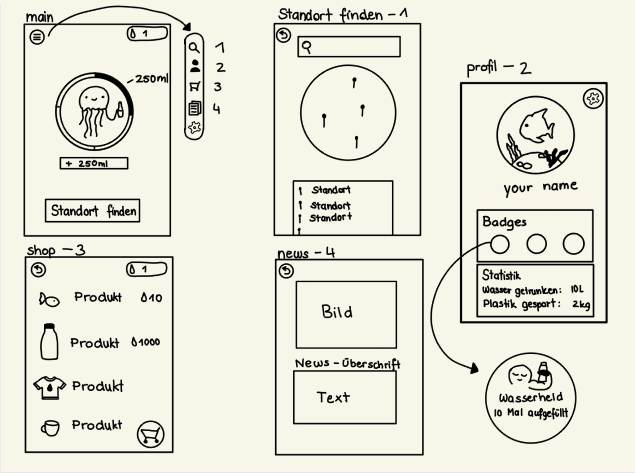 main
1
250ml
+ 250ml
Standort finden
1
2
3
4
Standort finden - 1
Standort
Standort
Standort
profil - 2
your name
Badges
Statistik
Wasser getrunken: 10L
Plastik gespart: 2kg
Wasserheld
10 Mal aufgefüllt
shop - 3
1
Produkt 10
Produkt 1000
Produkt
Produkt
news - 4
Bild
News - Überschrift
Text